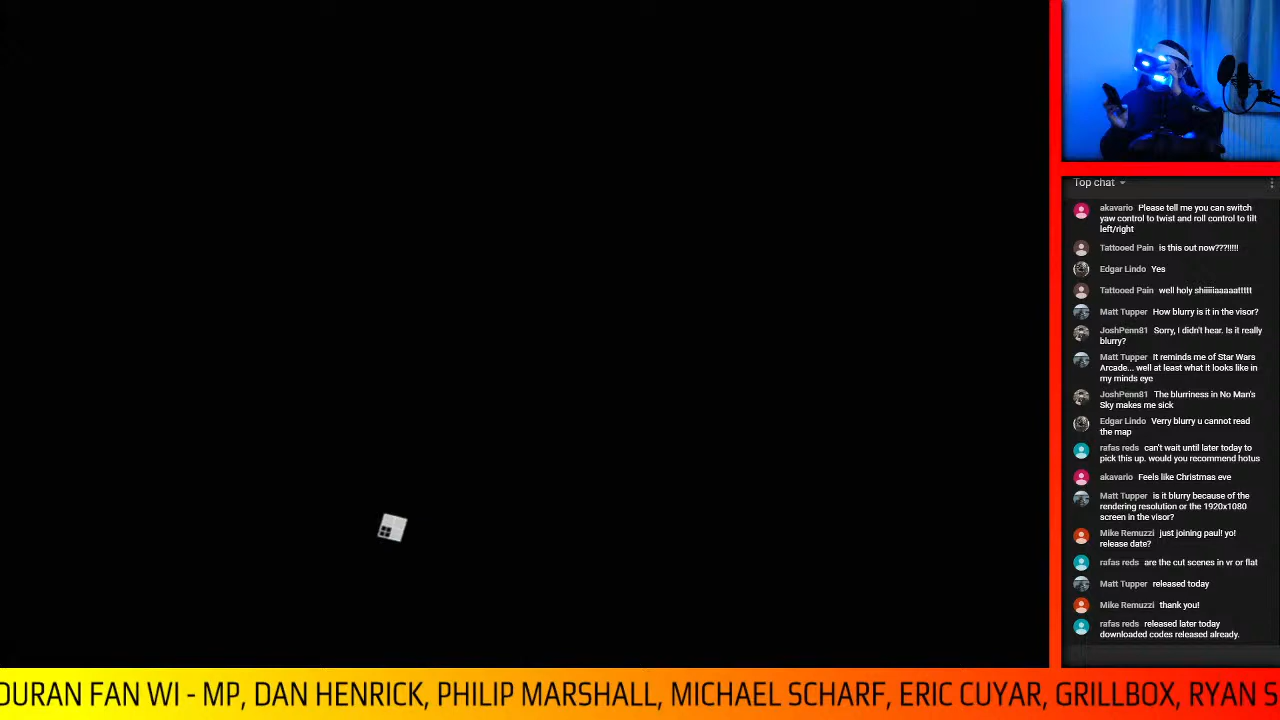 Top chat
akavario Please tell me you can switch
yaw control to twist and roll control to tilt
left/right
Tattooed Pain is this out now???!!!!!
Edgar Lindo Yes
Tattooed Pain well holy shiiiiiaaaaattttt
Matt Tupper How blurry is it in the visor?
JoshPenn81 Sorry, I didn't hear. Is it really
blurry?
Matt Tupper It reminds me of Star Wars
Arcade... well at least what it looks like in
my minds eye
JoshPenn81 The blurriness in No Man's
Sky makes me sick
Edgar Lindo Verry blurry u cannot read
the map
rafas reds can't wait until later today to
pick this up. would you recommend hotus
akavario Feels like Christmas eve
Matt Tupper is it blurry because of the
rendering resolution or the 1920x1080
screen in the visor?
Mike Remuzzi just joining paul! yo!
release date?
rafas reds are the cut scenes in vr or flat
Matt Tupper released today
Mike Remuzzi thank you!
rafas reds released later today
downloaded codes released already.
DURAN FAN WI - MP, DAN HENRICK, PHILIP MARSHALL, MICHAEL SCHARF, ERIC CUYAR, GRILLBOX, RYAN S